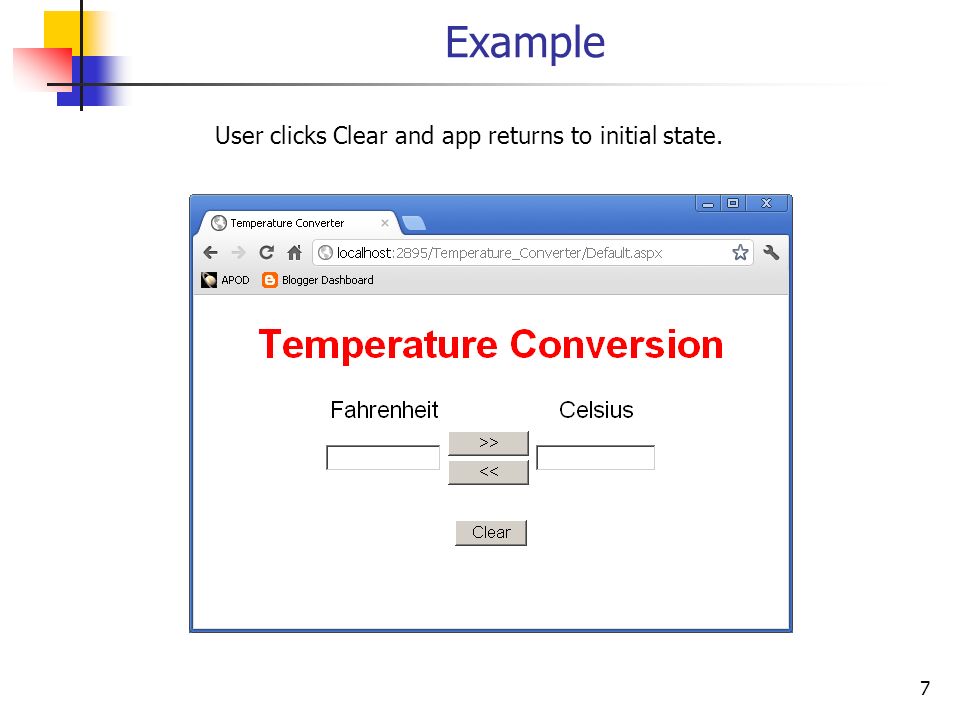 Example
User clicks Clear and app returns to initial state.
Temperature Converter
localhost:2895/Temperature_Converter/Default.aspx
APOD Blogger Dashboard
Temperature Conversion
Fahrenheit Celsius
>>
<<
Clear
7